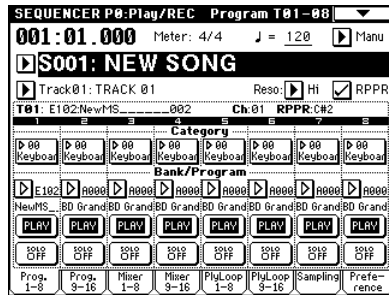 SEQUENCER P0:Play/REC Program T01-08
001:01.000 Meter: 4/4 ♩ = 120 Manu
S001: NEW SONG
Track01: TRACK 01 Reso: Hi RPPR
T01: E102:NewMS______002 Ch:01 RPPR:C#2
1 2 3 4 5 6 7 8
Category
00 00 00 00 00 00 00 00
Keyboar Keyboar Keyboar Keyboar Keyboar Keyboar Keyboar Keyboar
Bank/Program
E102 A000 A000 A000 A000 A000 A000 A000
NewMS_ BD Grand BD Grand BD Grand BD Grand BD Grand BD Grand BD Grand
PLAY PLAY PLAY PLAY PLAY PLAY PLAY PLAY
SOLO SOLO SOLO SOLO SOLO SOLO SOLO SOLO
OFF OFF OFF OFF OFF OFF OFF OFF
Prog. Prog. Mixer Mixer PlyLoop PlyLoop Sampling Prefe-
1-8 9-16 1-8 9-16 1-8 9-16 rence